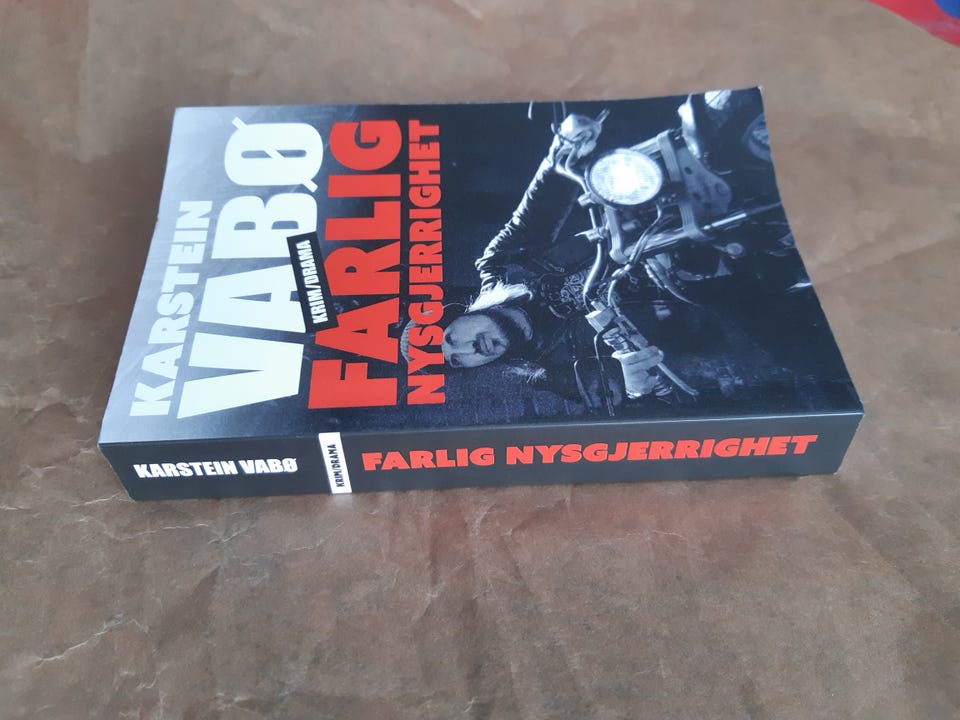 KARSTEIN
VABØ
KRIM/DRAMA
FARLIG
NYSGJERRIGHET
KARSTEIN VABØ
KRIM/DRAMA
FARLIG NYSGJERRIGHET